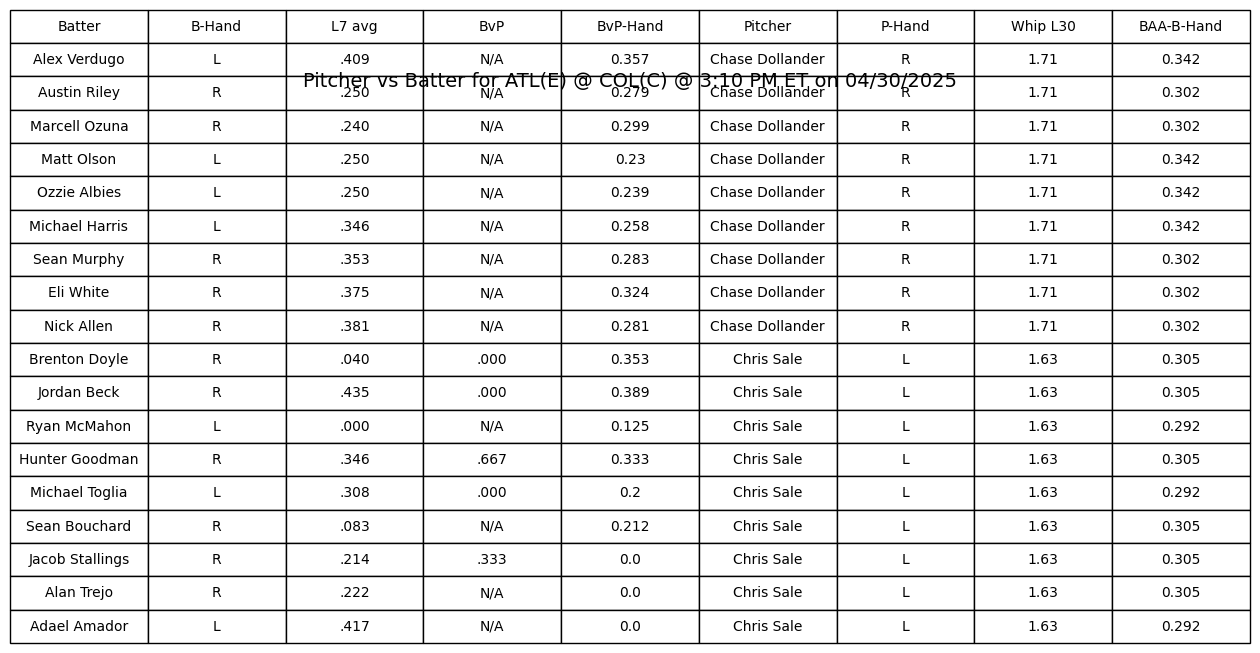 Batter B-Hand L7 avg BvP BvP-Hand Pitcher P-Hand Whip L30 BAA-B-Hand
Alex Verdugo L .409 N/A 0.357 Chase Dollander R 1.71 0.342
Pitcher vs Batter for ATL(E) @ COL(C) @ 3:10 PM ET on 04/30/2025
Austin Riley R .250 N/A 0.279 Chase Dollander R 1.71 0.302
Marcell Ozuna R .240 N/A 0.299 Chase Dollander R 1.71 0.302
Matt Olson L .250 N/A 0.23 Chase Dollander R 1.71 0.342
Ozzie Albies L .250 N/A 0.239 Chase Dollander R 1.71 0.342
Michael Harris L .346 N/A 0.258 Chase Dollander R 1.71 0.342
Sean Murphy R .353 N/A 0.283 Chase Dollander R 1.71 0.302
Eli White R .375 N/A 0.324 Chase Dollander R 1.71 0.302
Nick Allen R .381 N/A 0.281 Chase Dollander R 1.71 0.302
Brenton Doyle R .040 .000 0.353 Chris Sale L 1.63 0.305
Jordan Beck R .435 .000 0.389 Chris Sale L 1.63 0.305
Ryan McMahon L .000 N/A 0.125 Chris Sale L 1.63 0.292
Hunter Goodman R .346 .667 0.333 Chris Sale L 1.63 0.305
Michael Toglia L .308 .000 0.2 Chris Sale L 1.63 0.292
Sean Bouchard R .083 N/A 0.212 Chris Sale L 1.63 0.305
Jacob Stallings R .214 .333 0.0 Chris Sale L 1.63 0.305
Alan Trejo R .222 N/A 0.0 Chris Sale L 1.63 0.305
Adael Amador L .417 N/A 0.0 Chris Sale L 1.63 0.292